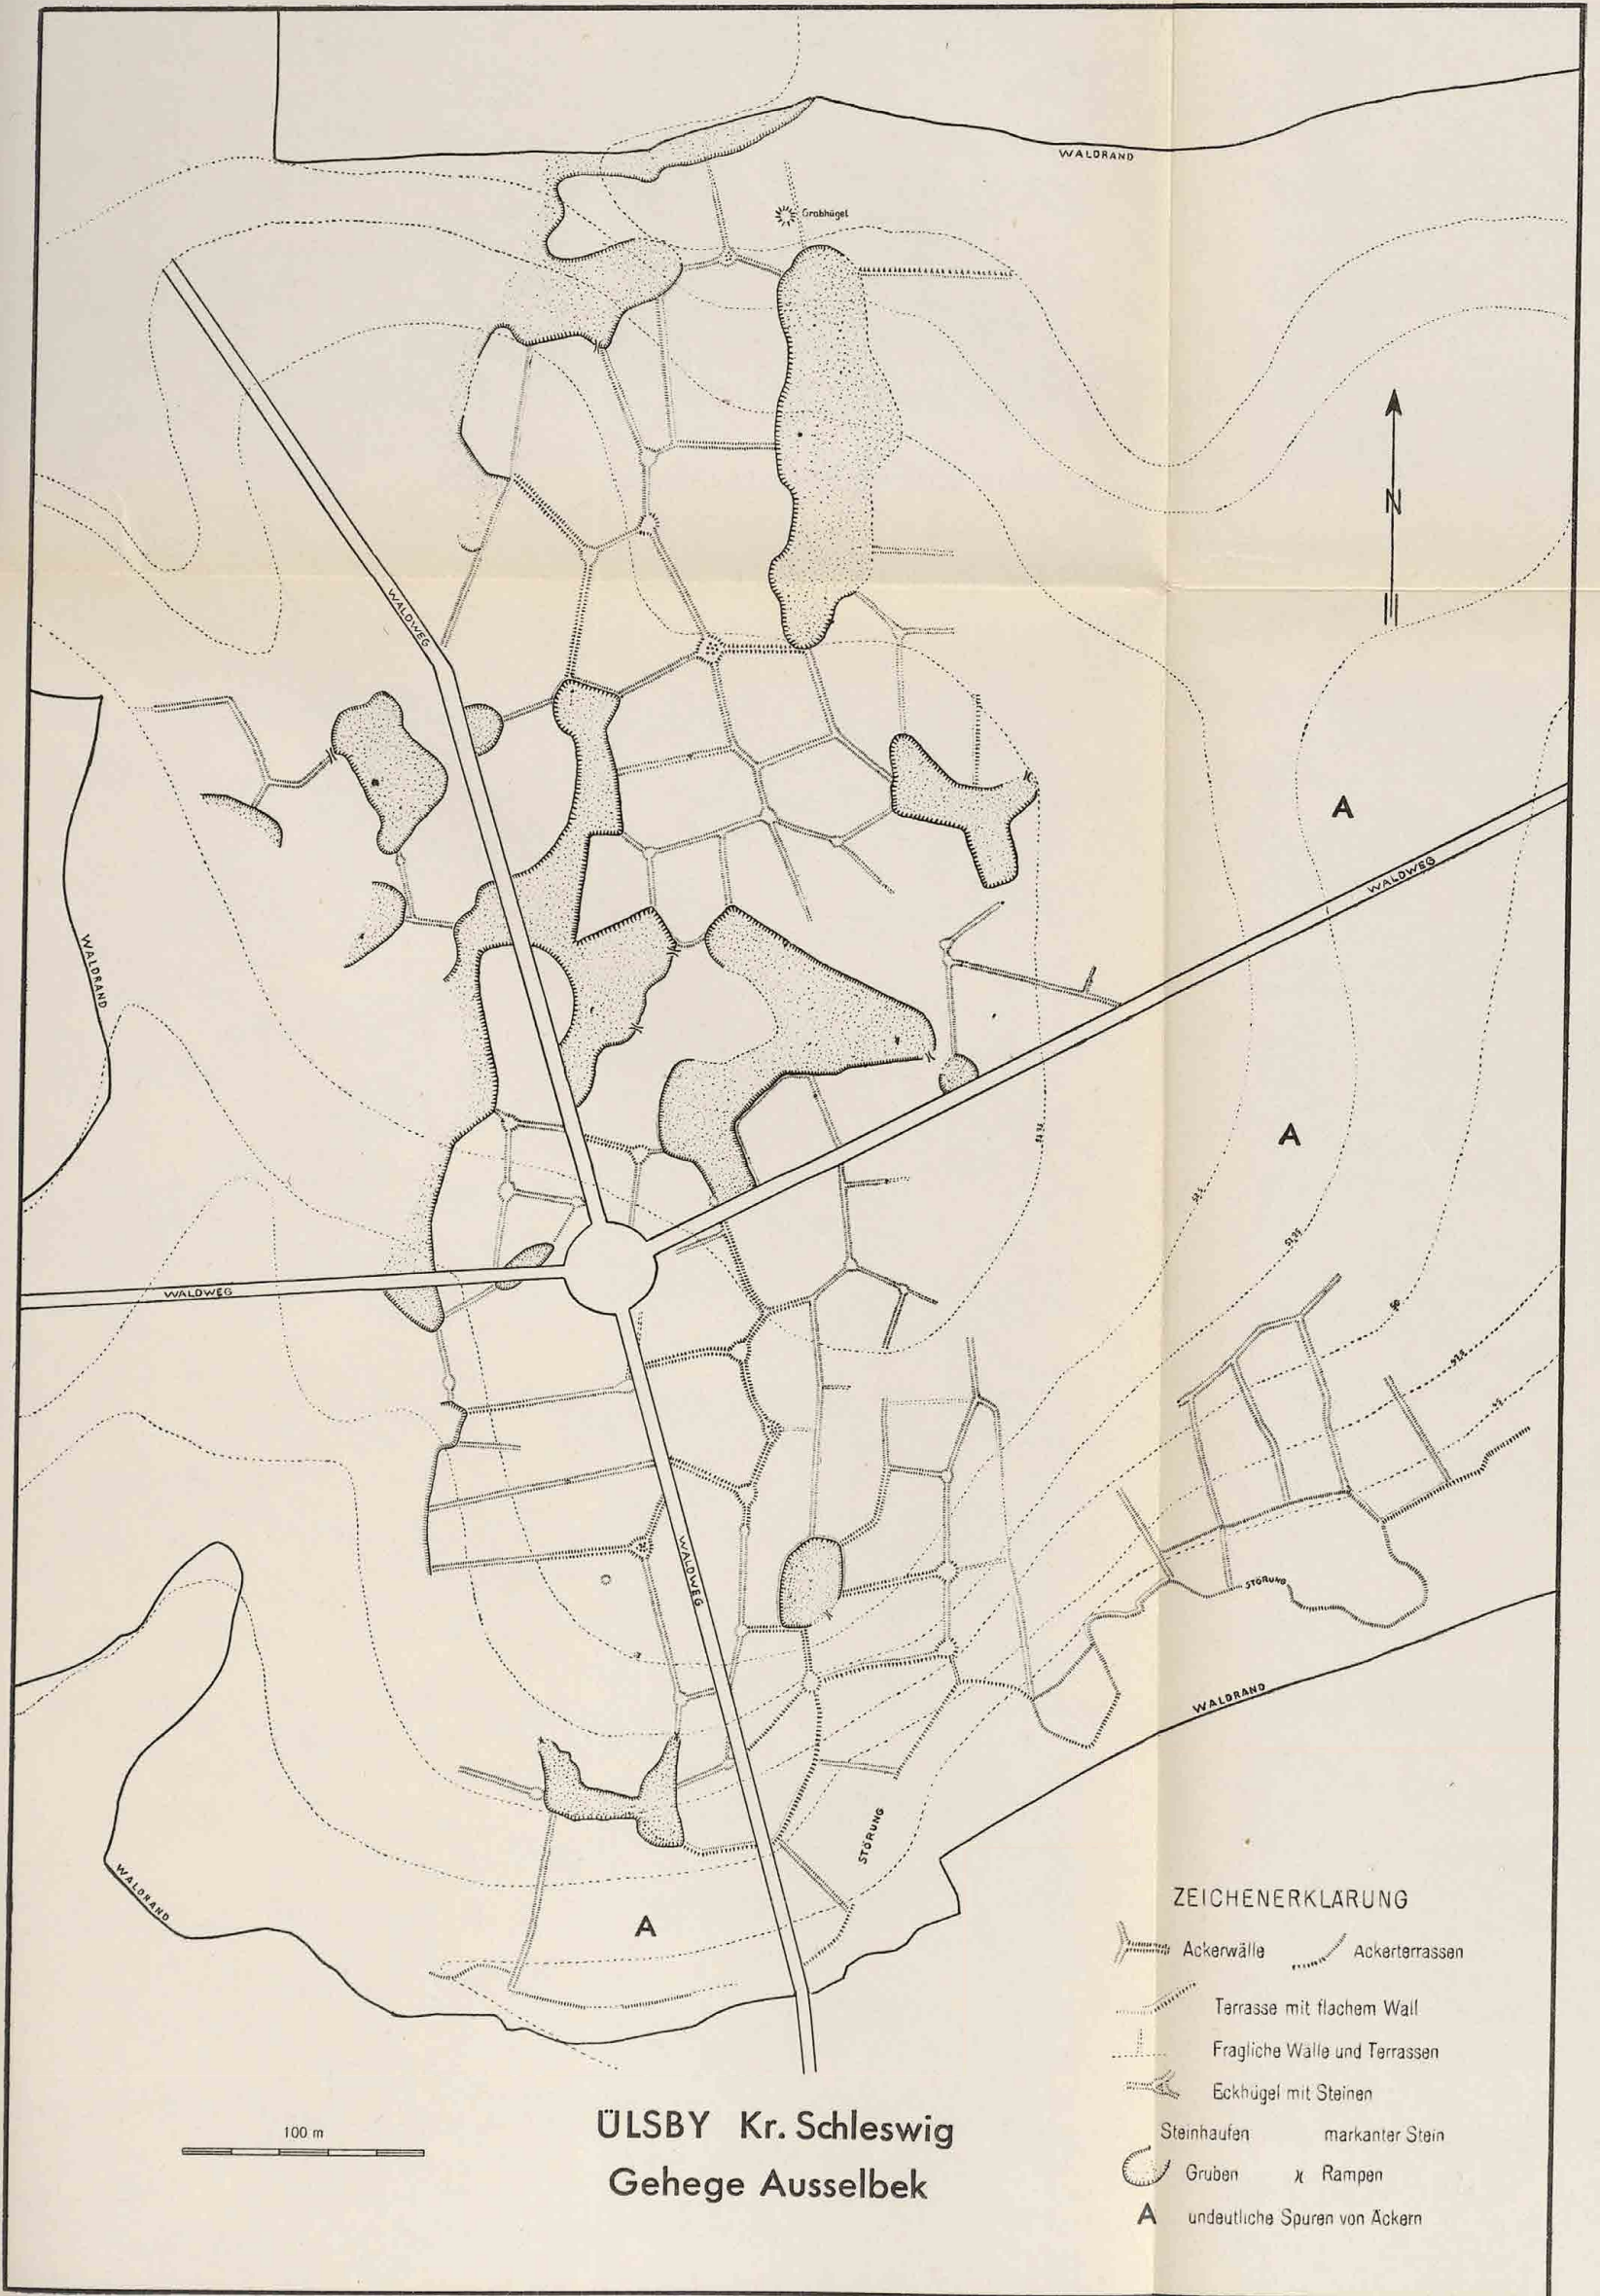 WALDRAND
Grabhügel
N
WALDWEG
A
WALDWEG
WALDRAND
A
WALDWEG
WALDWEG
STÖRUNG
WALDRAND
STÖRUNG
WALDRAND
A
ZEICHENERKLÄRUNG
Ackerwälle Ackerterrassen
Terrasse mit flachem Wall
Fragliche Wälle und Terrassen
Eckhügel mit Steinen
Steinhaufen markanter Stein
Gruben Rampen
A undeutliche Spuren von Äckern
100 m
ÜLSBY Kr. Schleswig
Gehege Ausselbek